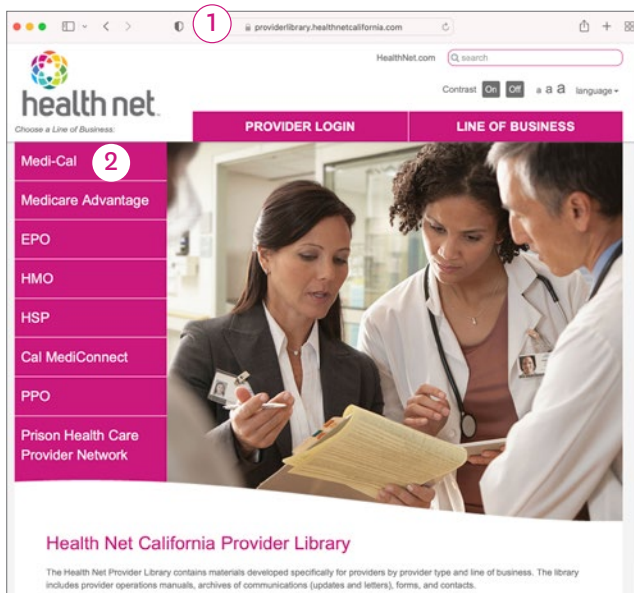 1
providerlibrary.healthnetcalifornia.com
HealthNet.com
search
Contrast On Off a a a language
health net.
Choose a Line of Business:
PROVIDER LOGIN
LINE OF BUSINESS
Medi-Cal
2
Medicare Advantage
EPO
HMO
HSP
Cal MediConnect
PPO
Prison Health Care
Provider Network
Health Net California Provider Library
The Health Net Provider Library contains materials developed specifically for providers by provider type and line of business. The library
includes provider operations manuals, archives of communications (updates and letters), forms, and contacts.